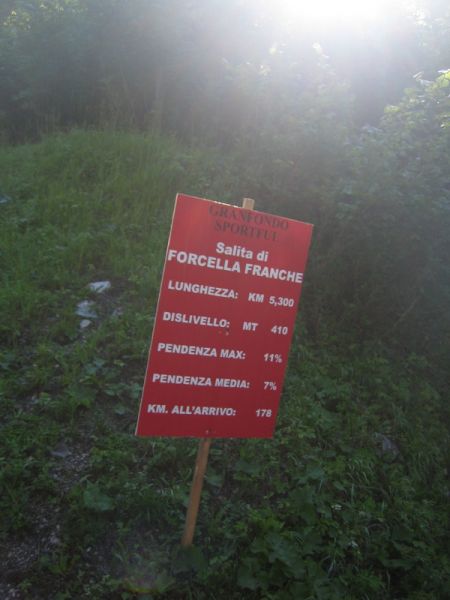 GRANFONDO
SPORTFUL
Salita di
FORCELLA FRANCHE
LUNGHEZZA: KM 5,300
DISLIVELLO: MT 410
PENDENZA MAX: 11%
PENDENZA MEDIA: 7%
KM. ALL'ARRIVO: 178